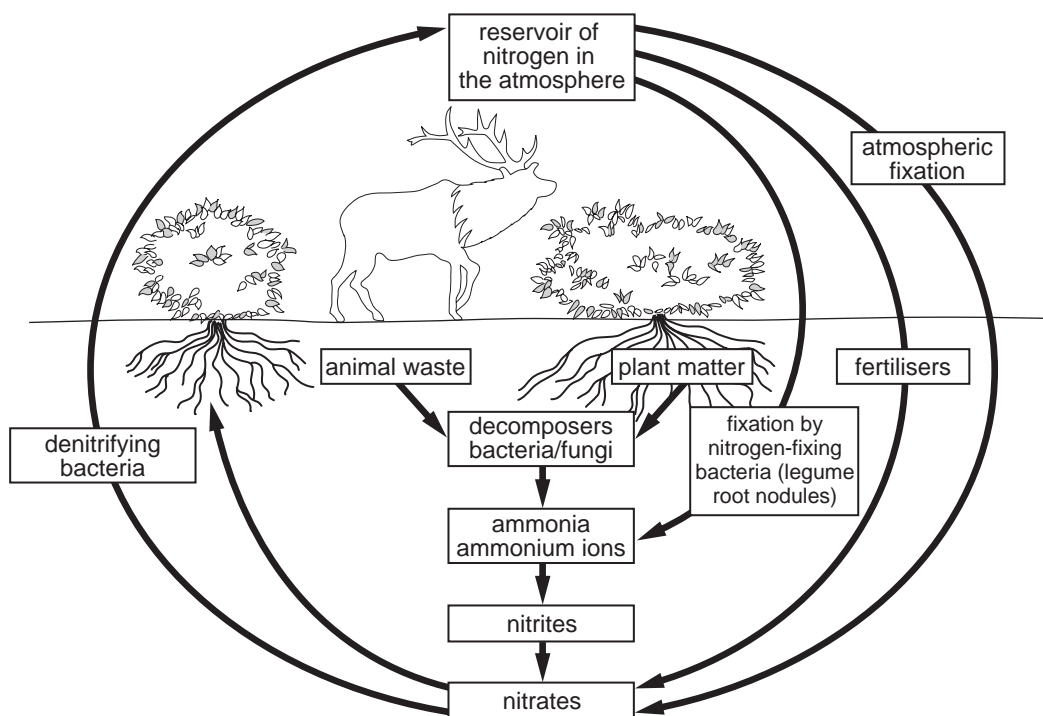 reservoir of
nitrogen in
the atmosphere
atmospheric
fixation
animal waste
plant matter
fertilisers
denitrifying
bacteria
decomposers
bacteria/fungi
fixation by
nitrogen-fixing
bacteria (legume
root nodules)
ammonia
ammonium ions
nitrites
nitrates